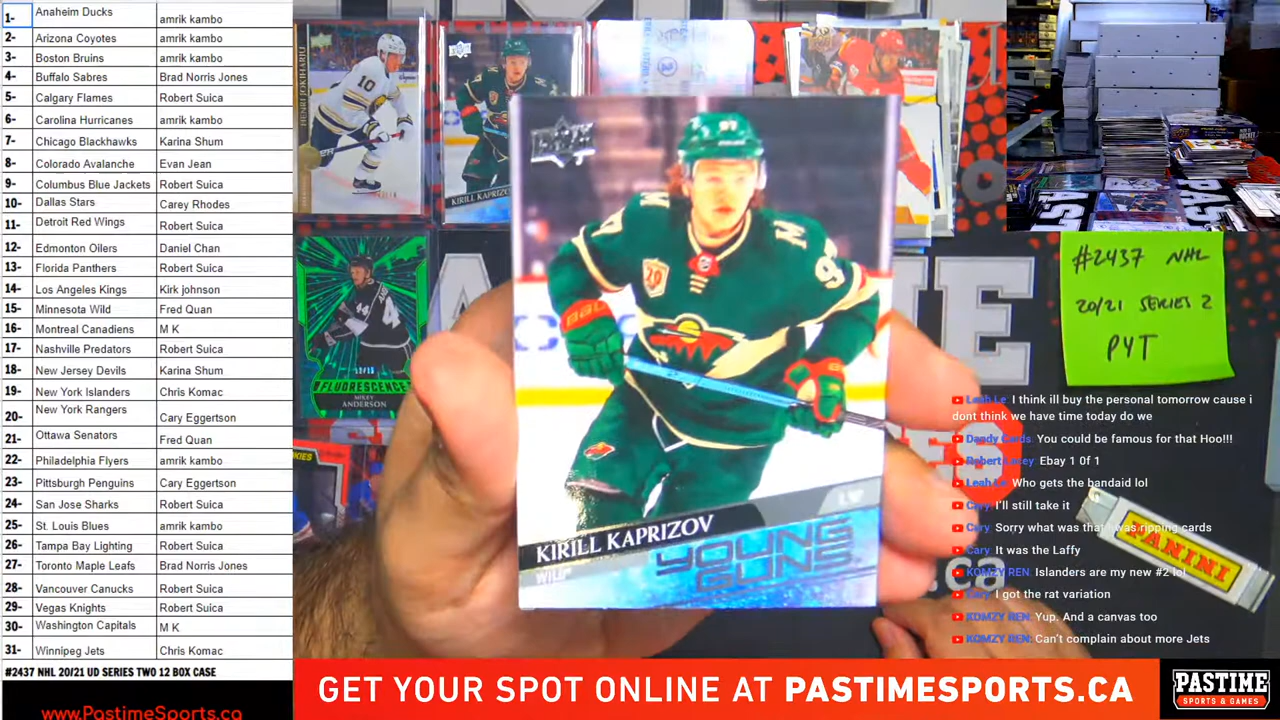 1- Anaheim Ducks amrik kambo
2- Arizona Coyotes amrik kambo
3- Boston Bruins amrik kambo
4- Buffalo Sabres Brad Norris Jones
5- Calgary Flames Robert Suica
6- Carolina Hurricanes amrik kambo
7- Chicago Blackhawks Karina Shum
8- Colorado Avalanche Evan Jean
9- Columbus Blue Jackets Robert Suica
10- Dallas Stars Carey Rhodes
11- Detroit Red Wings Robert Suica
12- Edmonton Oilers Daniel Chan
13- Florida Panthers Robert Suica
14- Los Angeles Kings Kirk johnson
15- Minnesota Wild Fred Quan
16- Montreal Canadiens M K
17- Nashville Predators Robert Suica
18- New Jersey Devils Karina Shum
19- New York Islanders Chris Komac
20- New York Rangers Cary Eggertson
21- Ottawa Senators Fred Quan
22- Philadelphia Flyers amrik kambo
23- Pittsburgh Penguins Cary Eggertson
24- San Jose Sharks Robert Suica
25- St. Louis Blues amrik kambo
26- Tampa Bay Lighting Robert Suica
27- Toronto Maple Leafs Brad Norris Jones
28- Vancouver Canucks Robert Suica
29- Vegas Knights Robert Suica
30- Washington Capitals M K
31- Winnipeg Jets Chris Komac
#2437 NHL 20/21 UD SERIES TWO 12 BOX CASE
www.PastimeSports.ca
HENRI JOKIHARJU
10
KIRILL KAPRIZO
44
FLUORESCENCE
MIKEY
ANDERSON
97
20
KIRILL KAPRIZOV
LW
WILD
YOUNG
GUNS
#2437 NHL
20/21 SERIES 2
PYT
Leah Le: I think ill buy the personal tomorrow cause i
dont think we have time today do we
Dandy Cards: You could be famous for that Hoo!!!
Ebay 1 Of 1
Leah Le: Who gets the bandaid lol
Cary: I'll still take it
Cary: Sorry what was that I was ripping cards
Cary: It was the Laffy
KOMZY REN: Islanders are my new #2 lol
Cary: I got the rat variation
KOMZY REN: Yup. And a canvas too
KOMZY REN: Can't complain about more Jets
PANINI
GET YOUR SPOT ONLINE AT PASTIMESPORTS.CA
PASTIME
SPORTS & GAMES